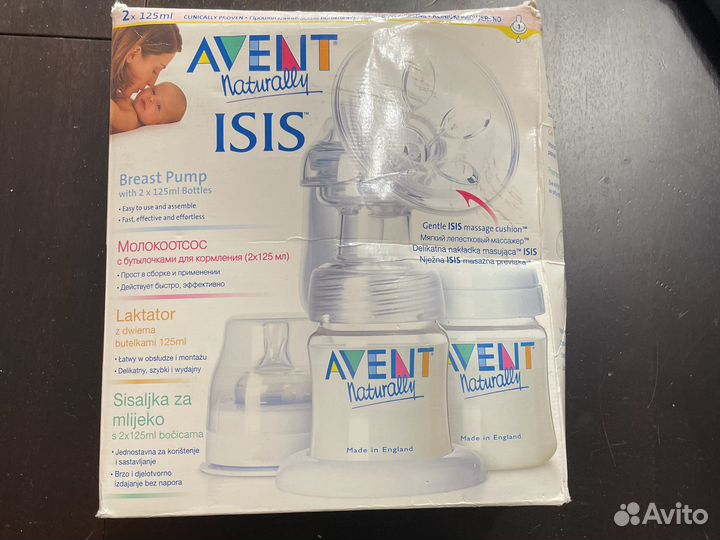 2x 125ml CLINICALLY PROVEN •
AVENT
Naturally
ISIS™
Breast Pump
with 2 x 125ml Bottles
• Easy to use and assemble
• Fast, effective and effortless
Gentle ISIS massage cushion™
Мягкий лепестковый массажер™
Delikatna nakładka masująca™ ISIS
Nježna ISIS masažna
Молокоотсос
с бутылочками для кормления (2x125 мл)
• Прост в сборке и применении
• Действует быстро, эффективно
Laktator
z dwiema
butelkami 125ml
• Łatwy w obsłudze i montażu
• Delikatny, szybki i wydajny
Sisaljka za
mlijeko
s 2x125ml bočicama
• Jednostavna za korištenje
i sastavljanje
• Brzo i djelotvorno
izdajanje bez napora
AVENT
Naturally
Made in England
AVENT
Naturally
Made in England
Avito